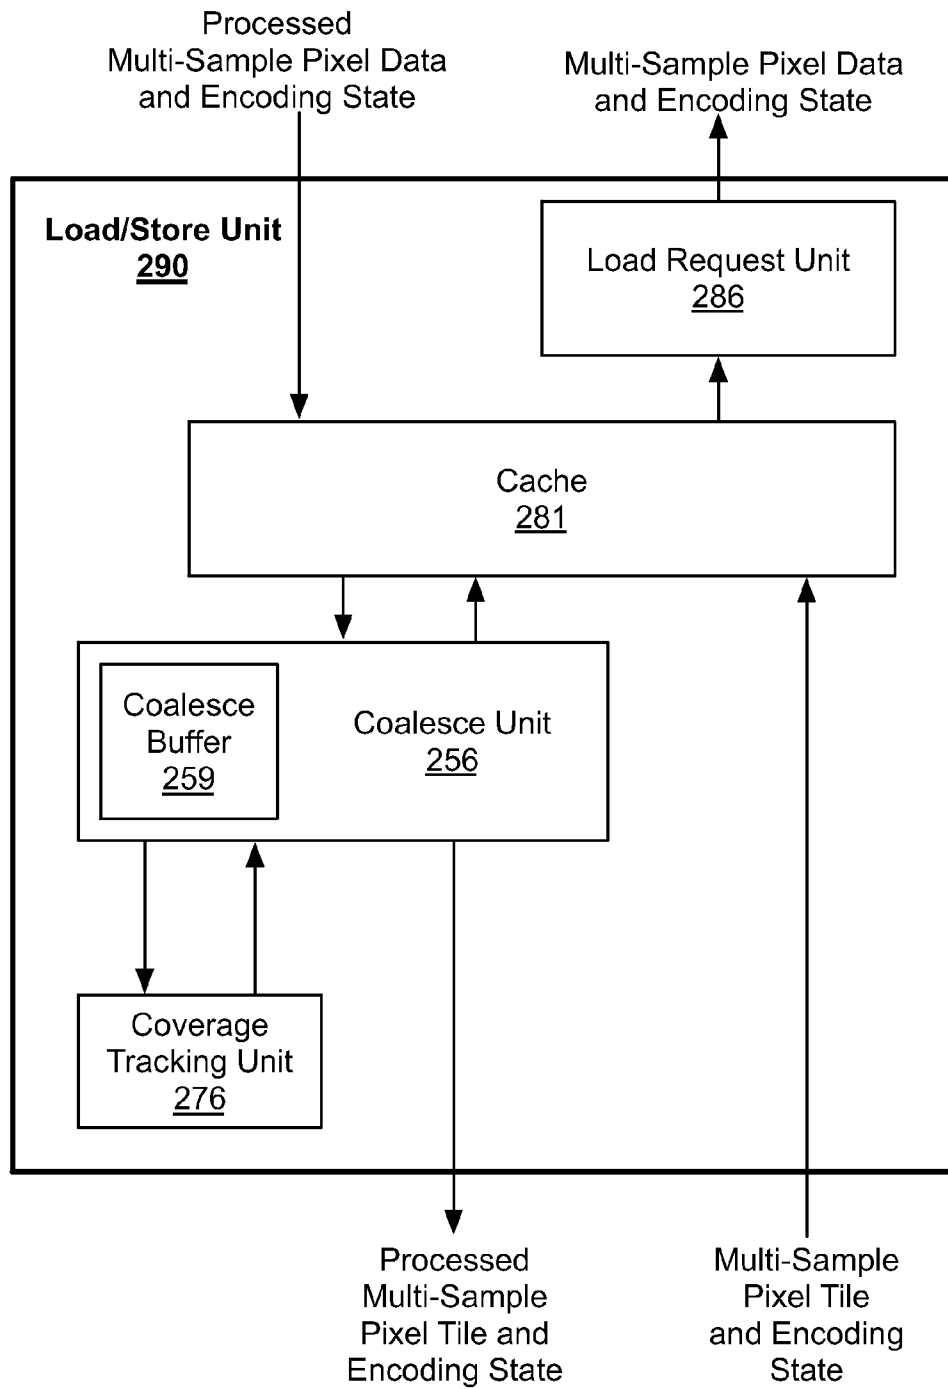 Processed
Multi-Sample Pixel Data
and Encoding State
Multi-Sample Pixel Data
and Encoding State
Load/Store Unit
290
Load Request Unit
286
Cache
281
Coalesce
Buffer
259
Coalesce Unit
256
Coverage
Tracking Unit
276
Processed
Multi-Sample
Pixel Tile and
Encoding State
Multi-Sample
Pixel Tile
and Encoding
State